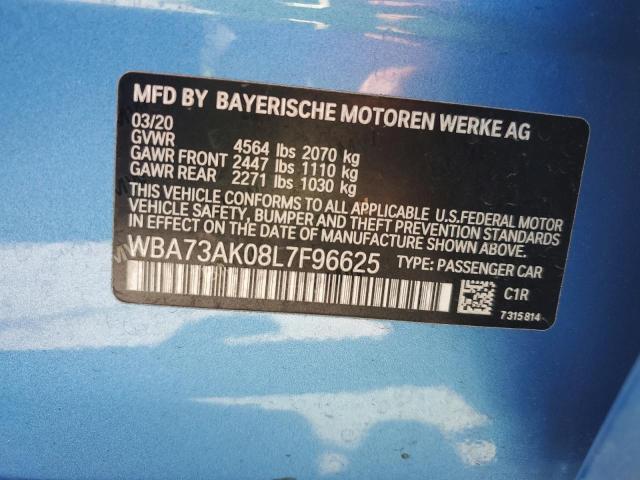 MFD BY BAYERISCHE MOTOREN WERKE AG
03/20
GVWR 4564 lbs 2070 kg
GAWR FRONT 2447 lbs 1110 kg
GAWR REAR 2271 lbs 1030 kg
THIS VEHICLE CONFORMS TO ALL APPLICABLE U.S.FEDERAL MOTOR
VEHICLE SAFETY, BUMPER AND THEFT PREVENTION STANDARDS
IN EFFECT ON THE DATE OF MANUFACTURE SHOWN ABOVE.
WBA73AK08L7F96625 TYPE: PASSENGER CAR
C1R
7315814